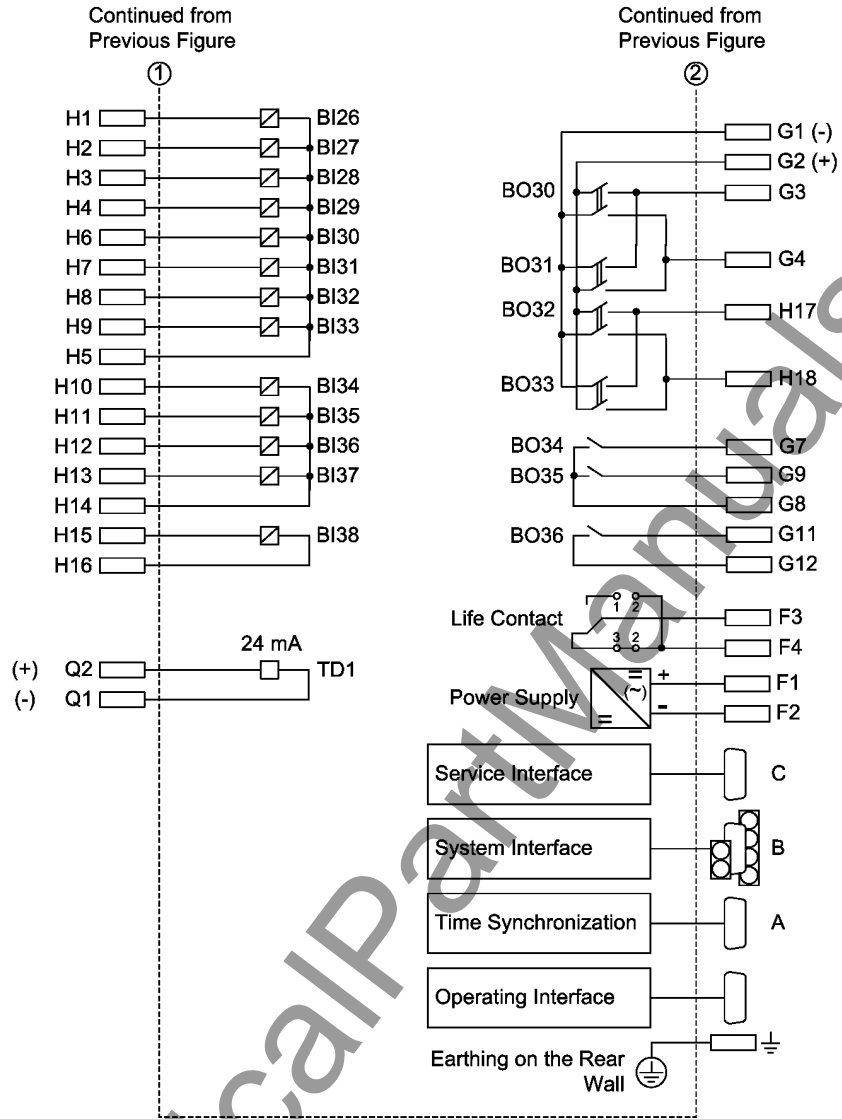 Continued from
Previous Figure
1
H1 BI26
H2 BI27
H3 BI28
H4 BI29
H6 BI30
H7 BI31
H8 BI32
H9 BI33
H5
H10 BI34
H11 BI35
H12 BI36
H13 BI37
H14
H15 BI38
H16
24 mA
(+) Q2 TD1
(-) Q1
Continued from
Previous Figure
2
G1 (-)
G2 (+)
BO30 G3
G4
BO31
BO32 H17
BO33 H18
BO34 G7
BO35 G9
G8
BO36 G11
G12
1 2
Life Contact F3
3 2
F4
= + F1
Power Supply (~)
= - F2
Service Interface C
System Interface B
Time Synchronization A
Operating Interface
Earthing on the Rear
Wall
icalPartManuals